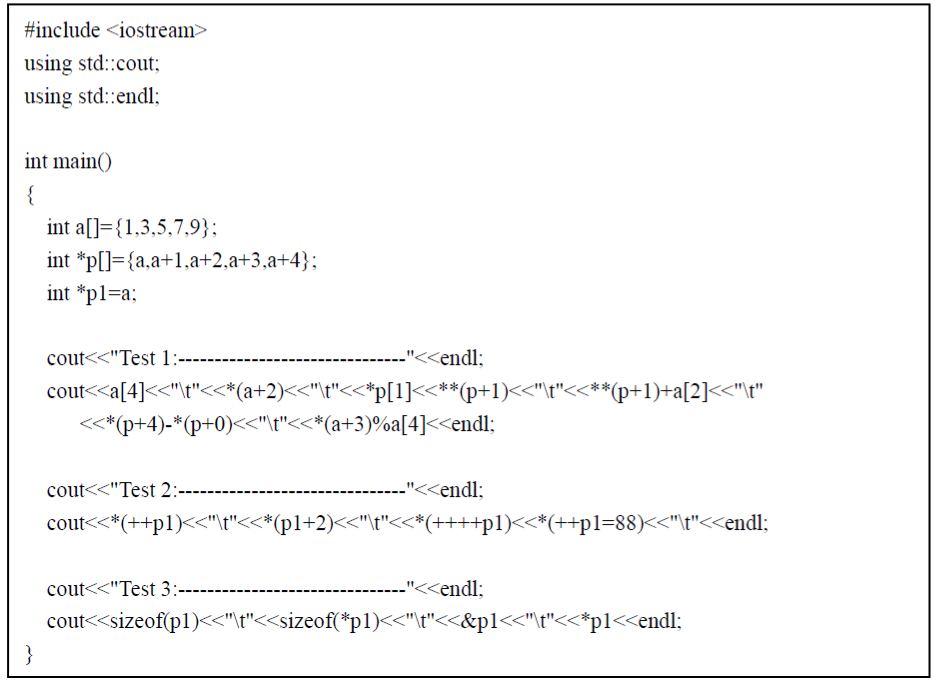 #include <iostream>
using std::cout;
using std::endl;
int main()
{
int a[]={1,3,5,7,9};
int *p[]={a,a+1,a+2,a+3,a+4};
int *p1=a;
cout<<"Test 1:-------------------------------"<<endl;
cout<<a[4]<<"\t"<<*(a+2)<<"\t"<<*p[1]<<**(p+1)<<"\t"<<**(p+1)+a[2]<<"\t"
<<*(p+4)-*(p+0)<<"\t"<<*(a+3)%a[4]<<endl;
cout<<"Test 2:-------------------------------"<<endl;
cout<<*(++p1)<<"\t"<<*(p1+2)<<"\t"<<*(++++p1)<<*(++p1=88)<<"\t"<<endl;
cout<<"Test 3:-------------------------------"<<endl;
cout<<sizeof(p1)<<"\t"<<sizeof(*p1)<<"\t"<<&p1<<"\t"<<*p1<<endl;
}